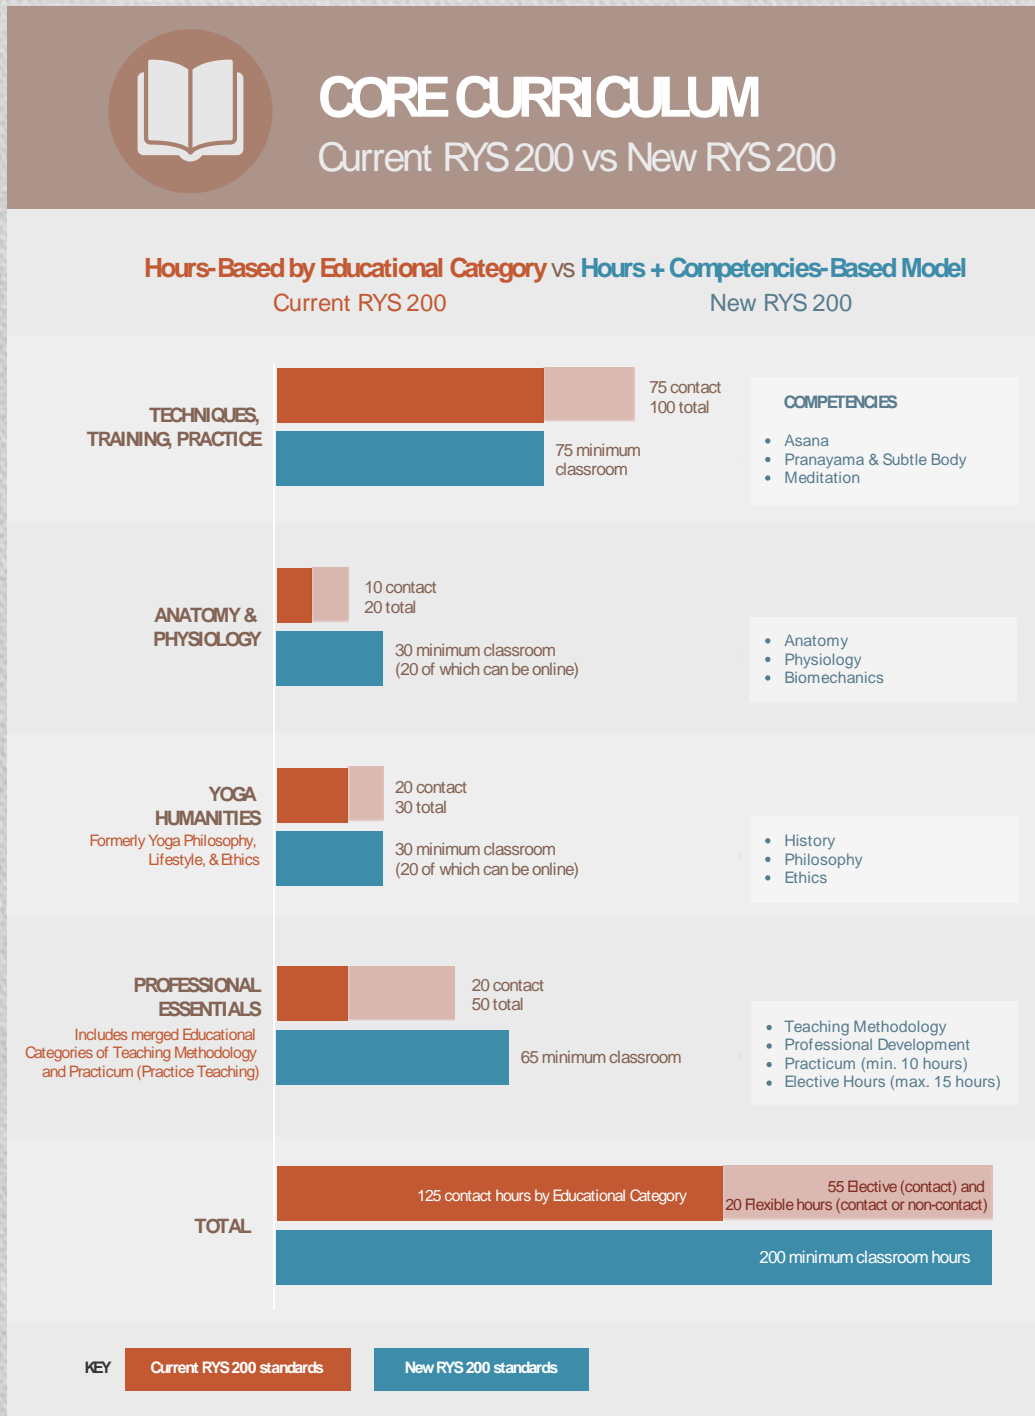 CORE CURRICULUM
Current RYS 200 vs New RYS 200
Hours-Based by Educational Category vs Hours + Competencies-Based Model
Current RYS 200
New RYS 200
TECHNIQUES,
TRAINING, PRACTICE
75 contact
100 total
75 minimum
classroom
COMPETENCIES
• Asana
• Pranayama & Subtle Body
• Meditation
ANATOMY &
PHYSIOLOGY
10 contact
20 total
30 minimum classroom
(20 of which can be online)
• Anatomy
• Physiology
• Biomechanics
YOGA
HUMANITIES
Formerly Yoga Philosophy,
Lifestyle, & Ethics
20 contact
30 total
30 minimum classroom
(20 of which can be online)
• History
• Philosophy
• Ethics
PROFESSIONAL
ESSENTIALS
Includes merged Educational
Categories of Teaching Methodology
and Practicum (Practice Teaching)
20 contact
50 total
65 minimum classroom
• Teaching Methodology
• Professional Development
• Practicum (min. 10 hours)
• Elective Hours (max. 15 hours)
TOTAL
125 contact hours by Educational Category
55 Elective (contact) and
20 Flexible hours (contact or non-contact)
200 minimum classroom hours
KEY
Current RYS 200 standards
New RYS 200 standards